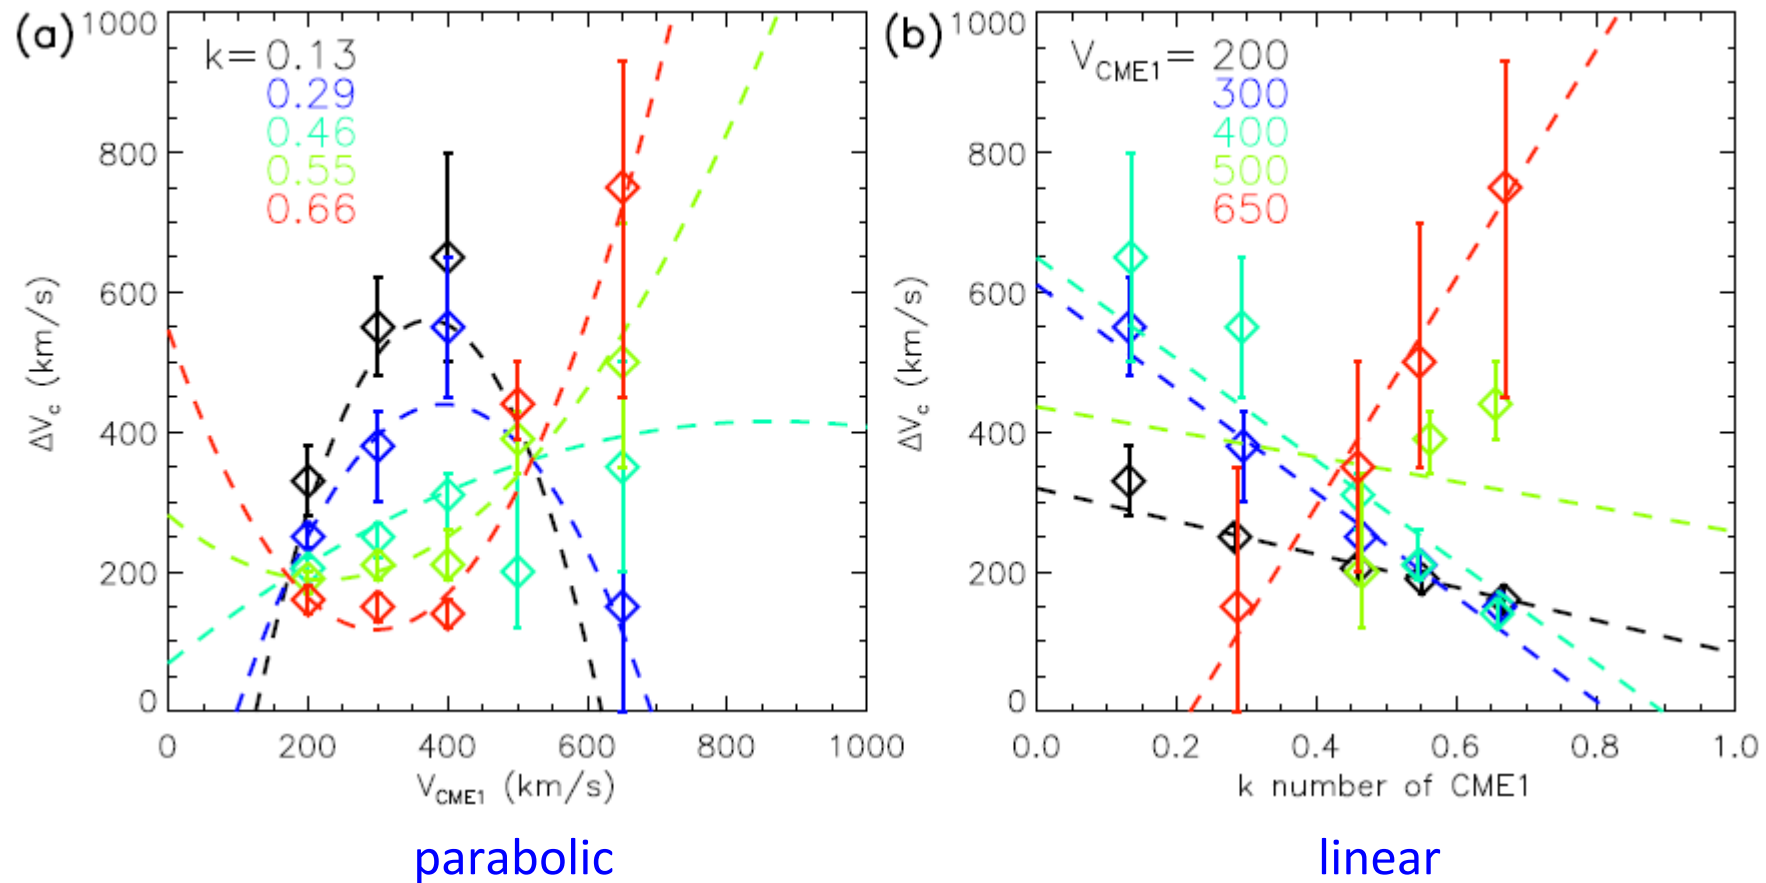 (a)
k=0.13
0.29
0.46
0.55
0.66
1000
800
600
400
200
0
ΔVc (km/s)
0 200 400 600 800 1000
VCME1 (km/s)
parabolic
(b)
VCME1= 200
300
400
500
650
1000
800
600
400
200
0
ΔVc (km/s)
0.0 0.2 0.4 0.6 0.8 1.0
k number of CME1
linear